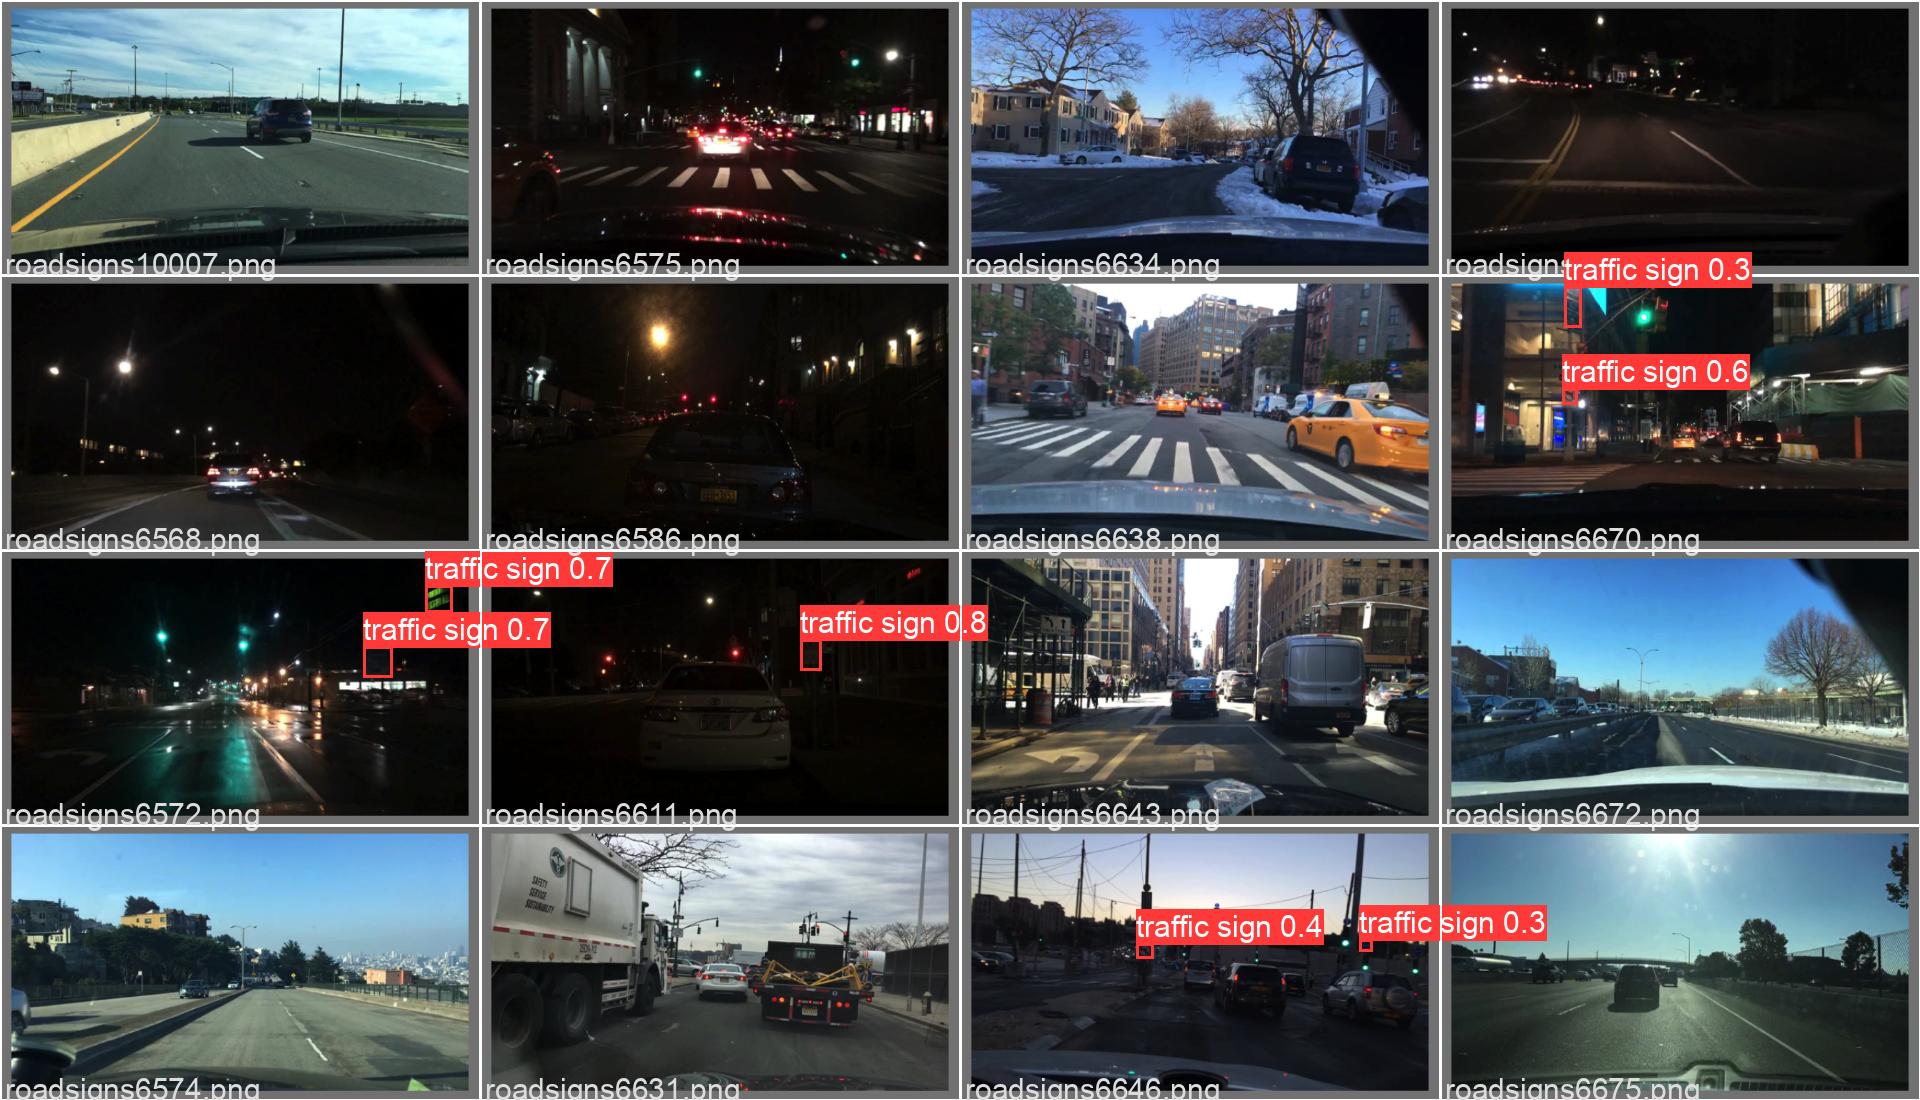 roadsigns10007.png
roadsigns6575.png
roadsigns6634.png
roadsigns
traffic sign 0.3
traffic sign 0.6
roadsigns6568.png
roadsigns6586.png
roadsigns6638.png
roadsigns6670.png
traffic sign 0.7
traffic sign 0.7
traffic sign 0.8
roadsigns6572.png
roadsigns6611.png
roadsigns6643.png
roadsigns6672.png
SAFETY
SERVICE
SUSTAINABILITY
traffic sign 0.4
traffic sign 0.3
roadsigns6574.png
roadsigns6631.png
roadsigns6646.png
roadsigns6675.png